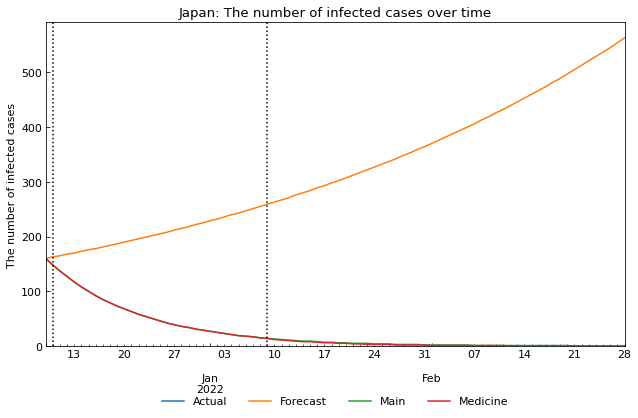 Japan: The number of infected cases over time
The number of infected cases
500
400
300
200
100
0
13 20 27 03 10 17 24 31 07 14 21 28
Jan Feb
2022
Actual Forecast Main Medicine